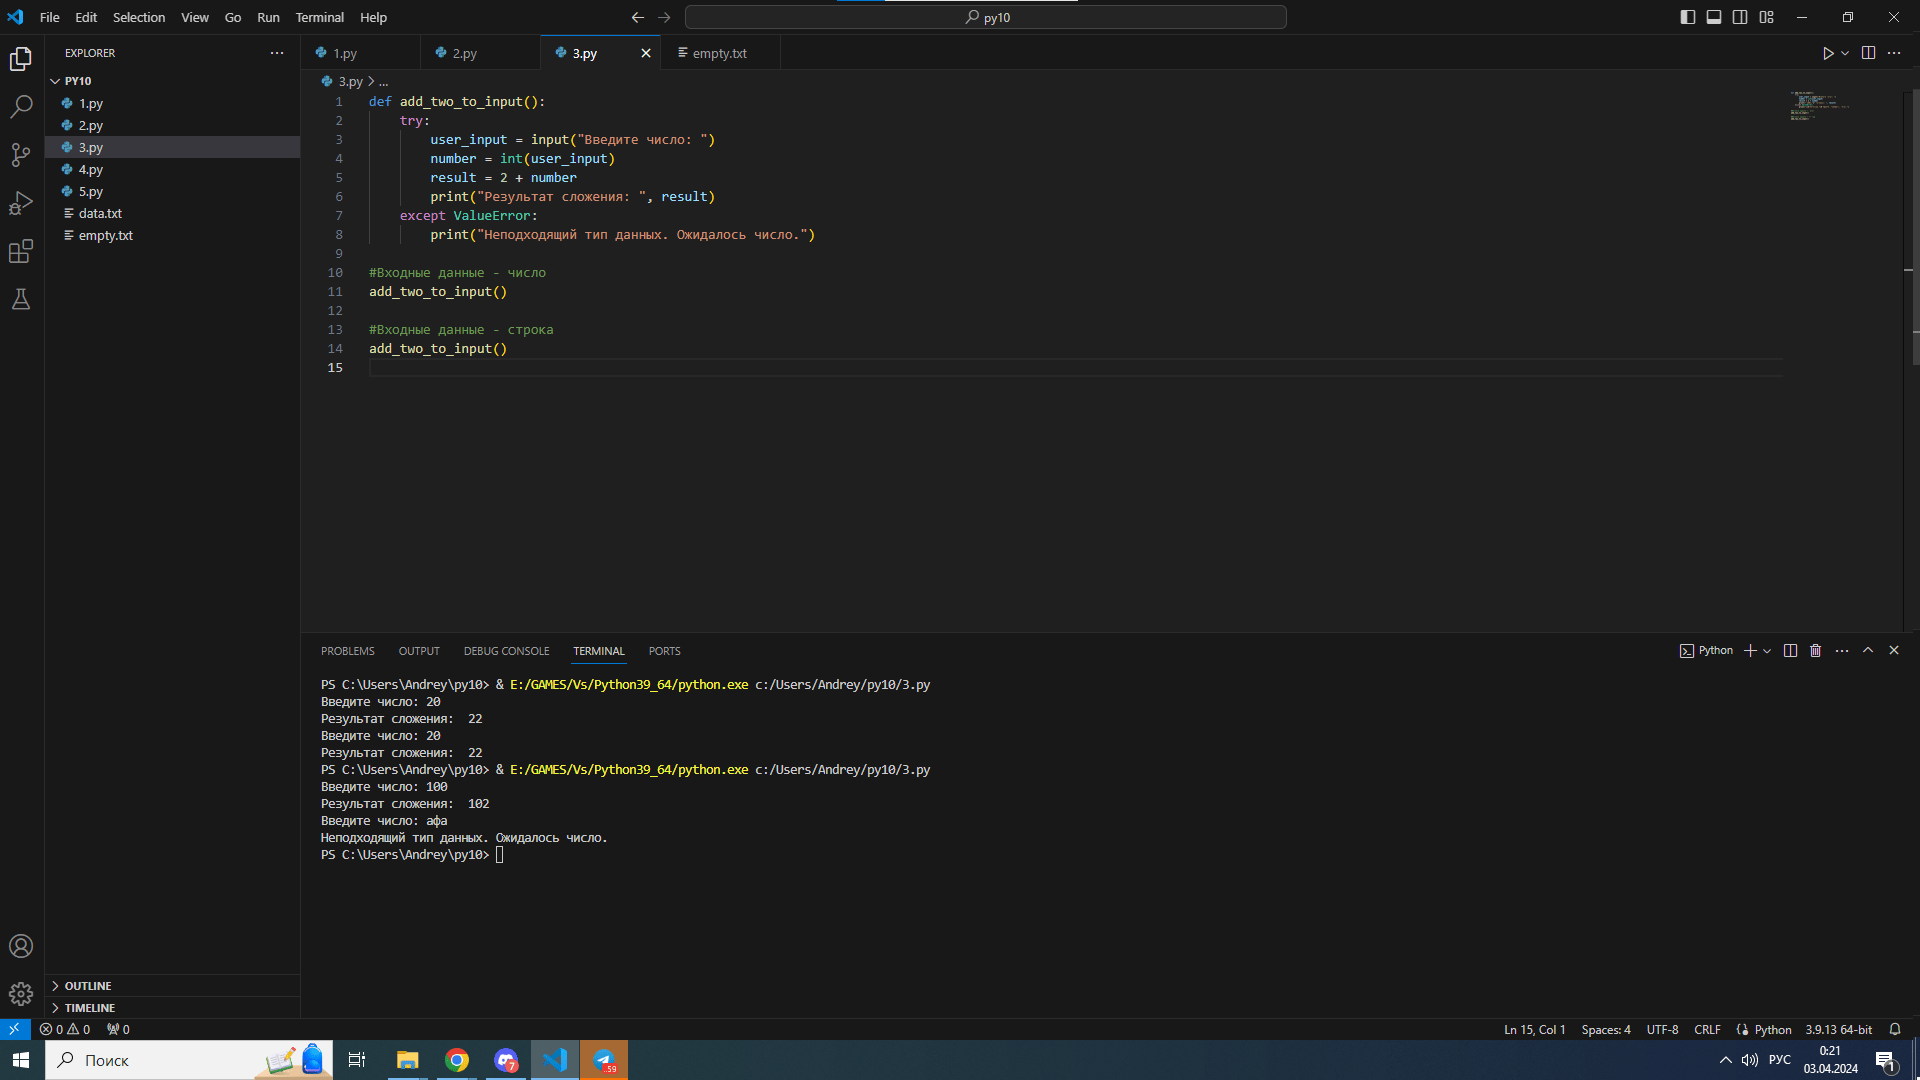 File Edit Selection View Go Run Terminal Help
py10
EXPLORER
PY10
1.py
2.py
3.py
4.py
5.py
data.txt
empty.txt
OUTLINE
TIMELINE
1.py 2.py 3.py empty.txt
3.py > ...
1 def add_two_to_input():
2 try:
3 user_input = input("Введите число: ")
4 number = int(user_input)
5 result = 2 + number
6 print("Результат сложения: ", result)
7 except ValueError:
8 print("Неподходящий тип данных. Ожидалось число.")
9
10 #Входные данные - число
11 add_two_to_input()
12
13 #Входные данные - строка
14 add_two_to_input()
15
PROBLEMS OUTPUT DEBUG CONSOLE TERMINAL PORTS
Python
PS C:\Users\Andrey\py10> & E:/GAMES/Vs/Python39_64/python.exe c:/Users/Andrey/py10/3.py
Введите число: 20
Результат сложения:  22
Введите число: 20
Результат сложения:  22
PS C:\Users\Andrey\py10> & E:/GAMES/Vs/Python39_64/python.exe c:/Users/Andrey/py10/3.py
Введите число: 100
Результат сложения:  102
Введите число: афа
Неподходящий тип данных. Ожидалось число.
PS C:\Users\Andrey\py10>
0 0 0
Ln 15, Col 1 Spaces: 4 UTF-8 CRLF Python 3.9.13 64-bit
Поиск
7
..59
РУС
0:21
03.04.2024
1